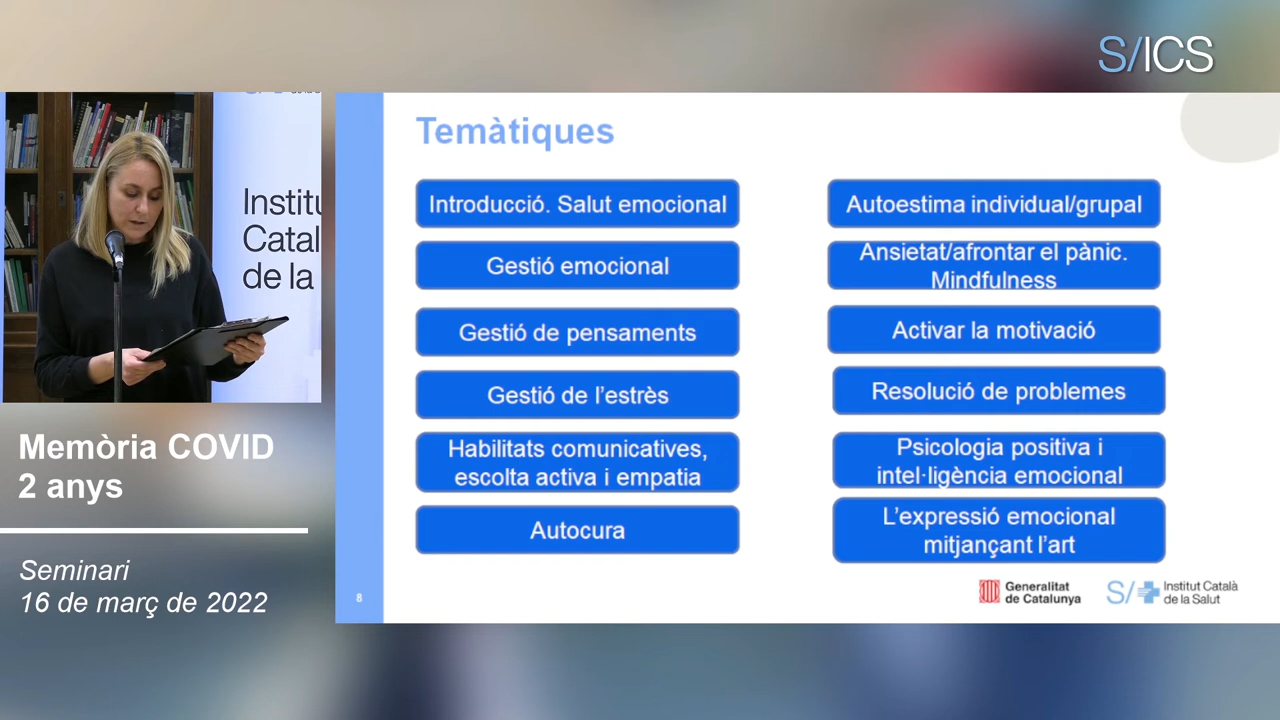 S/ICS
Institu
Catal
de la
Memòria COVID
2 anys
Seminari
16 de març de 2022
Temàtiques
Introducció. Salut emocional
Gestió emocional
Gestió de pensaments
Gestió de l'estrès
Habilitats comunicatives,
escolta activa i empatia
Autocura
Autoestima individual/grupal
Ansietat/afrontar el pànic.
Mindfulness
Activar la motivació
Resolució de problemes
Psicologia positiva i
intel·ligència emocional
L'expressió emocional
mitjançant l'art
8
Generalitat
de Catalunya
S/
Institut Català
de la Salut